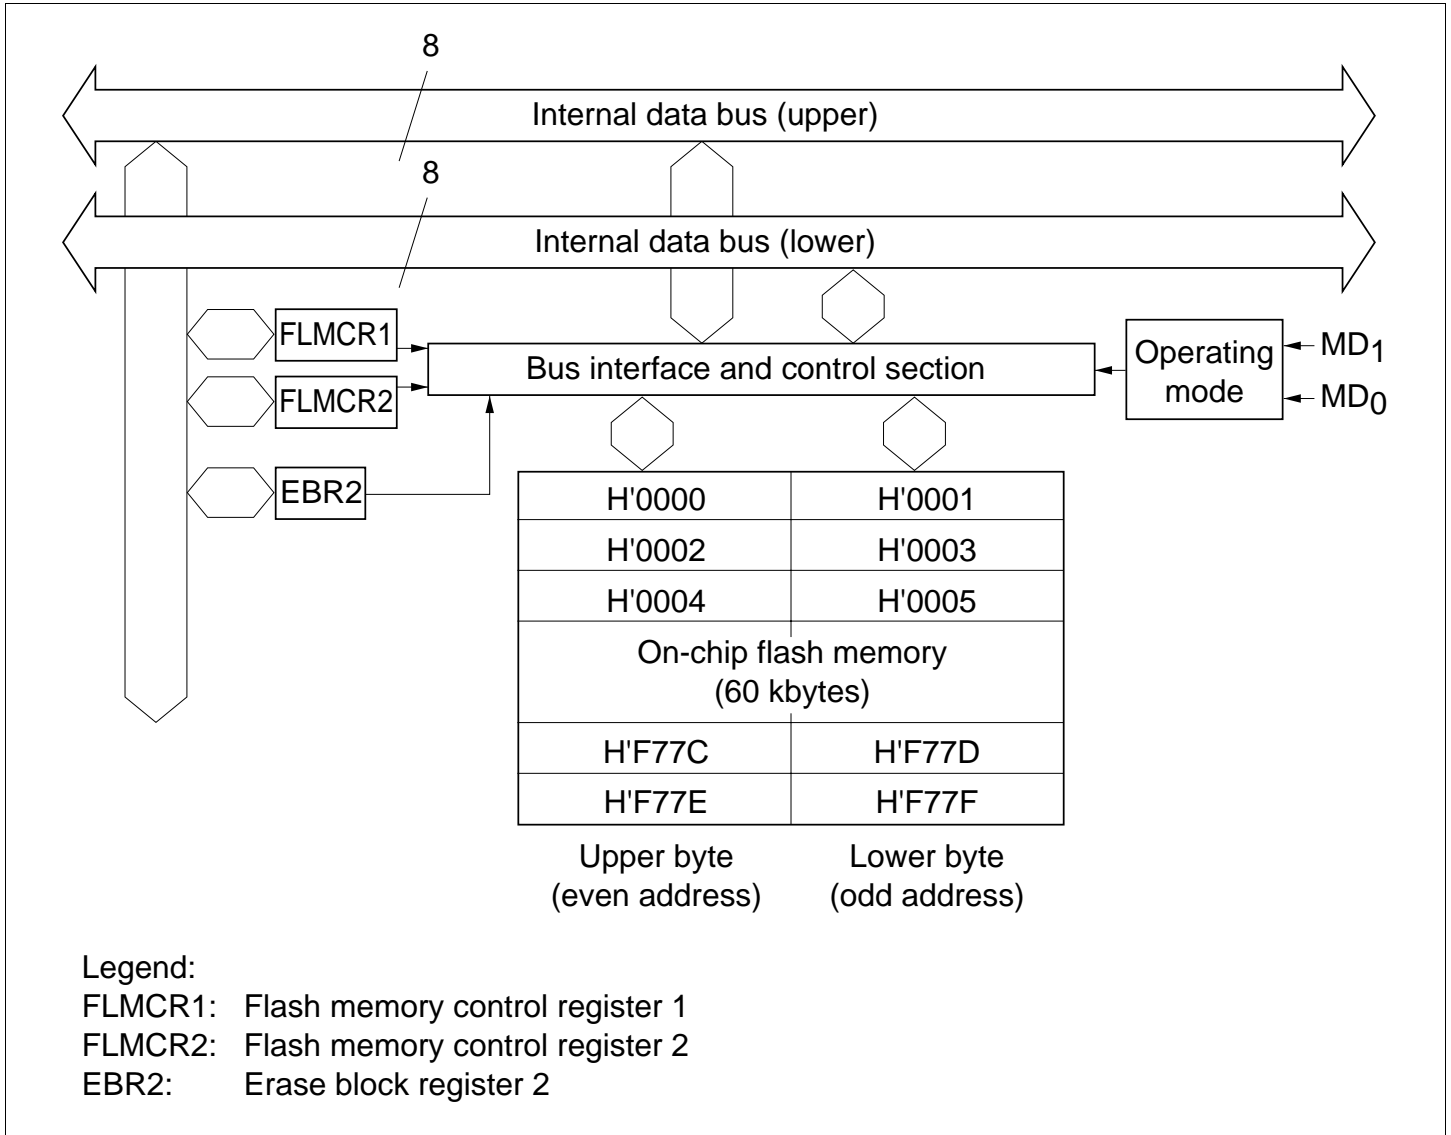 8
Internal data bus (upper)
8
Internal data bus (lower)
FLMCR1
Bus interface and control section
Operating
mode
MD1
MD0
FLMCR2
EBR2
H'0000 H'0001
H'0002 H'0003
H'0004 H'0005
On-chip flash memory
(60 kbytes)
H'F77C H'F77D
H'F77E H'F77F
Upper byte
(even address)
Lower byte
(odd address)
Legend:
FLMCR1: Flash memory control register 1
FLMCR2: Flash memory control register 2
EBR2: Erase block register 2